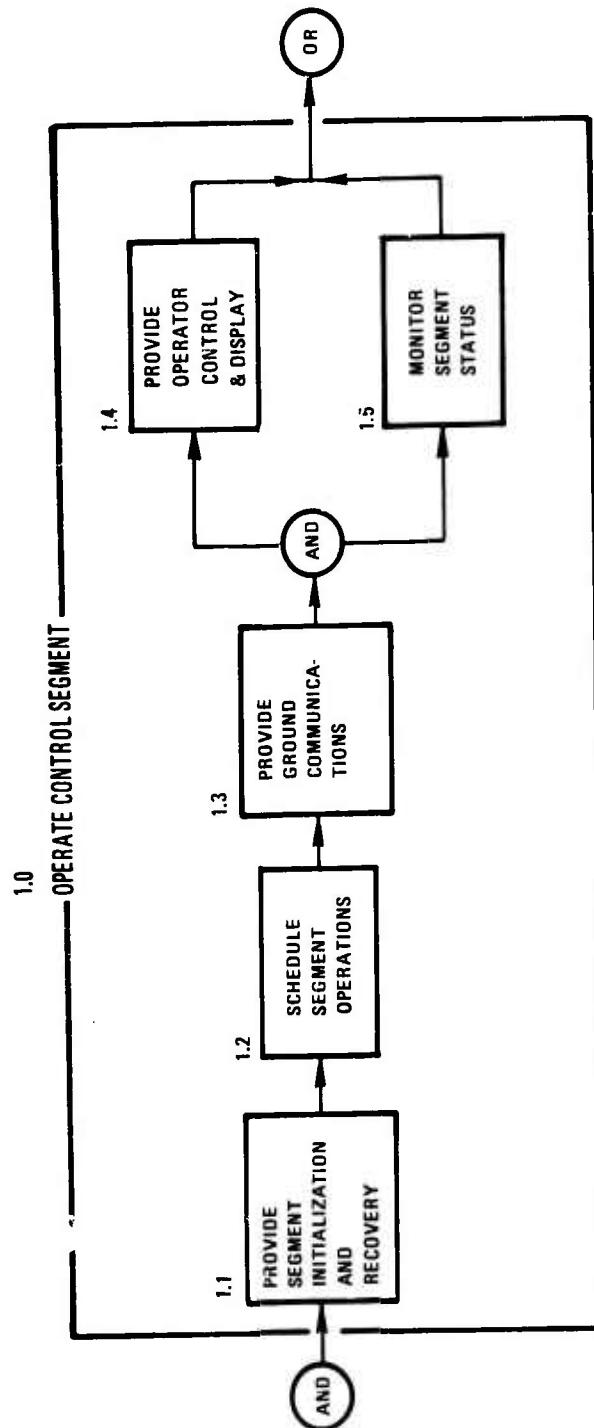 1.0
OPERATE CONTROL SEGMENT
AND
1.1
PROVIDE
SEGMENT
INITIALIZATION
AND
RECOVERY
1.2
SCHEDULE
SEGMENT
OPERATIONS
1.3
PROVIDE
GROUND
COMMUNICA-
TIONS
AND
1.4
PROVIDE
OPERATOR
CONTROL
& DISPLAY
1.5
MONITOR
SEGMENT
STATUS
OR